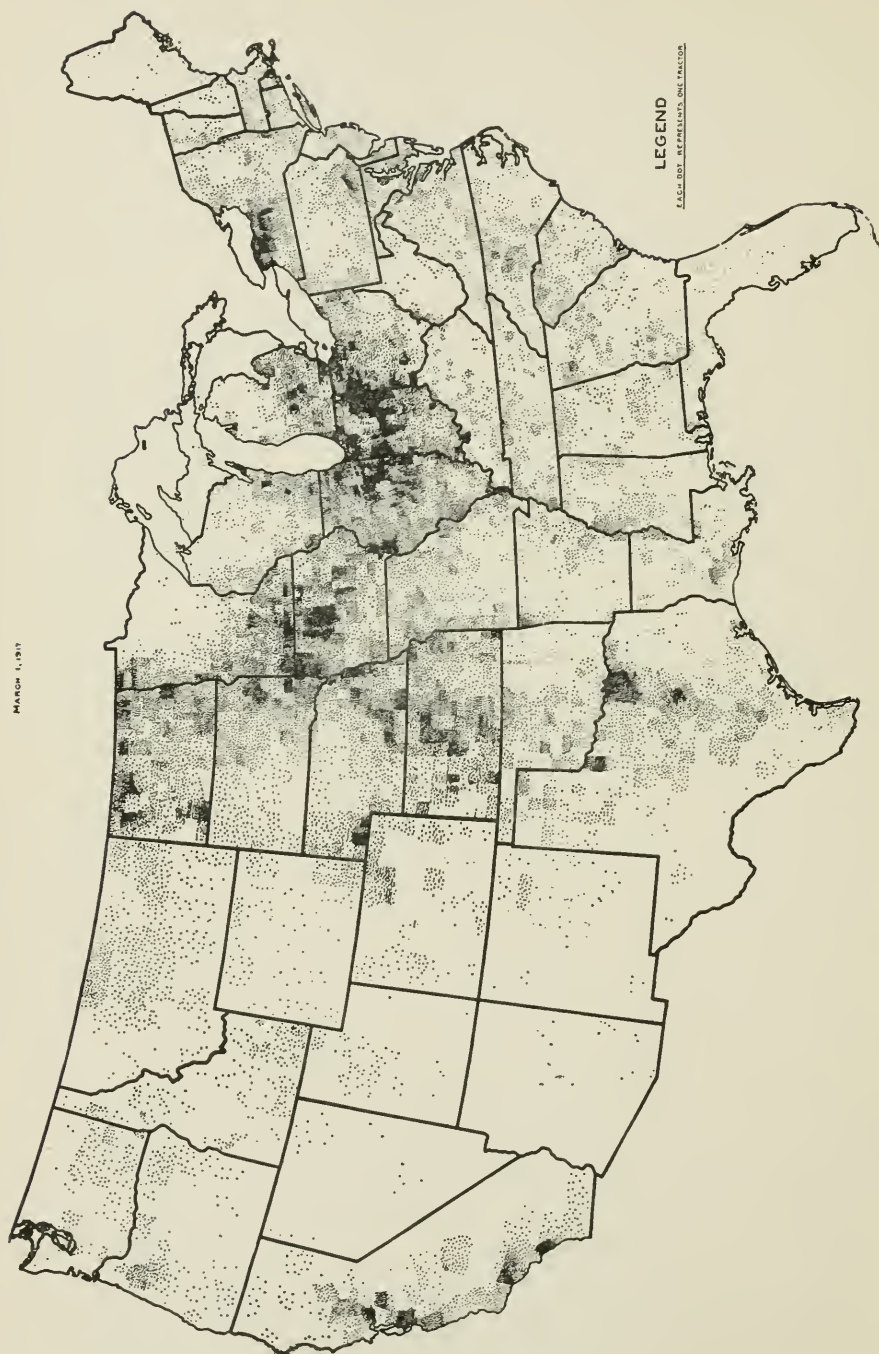 MARCH 1, 1917
LEGEND
EACH DOT REPRESENTS ONE TRACTOR